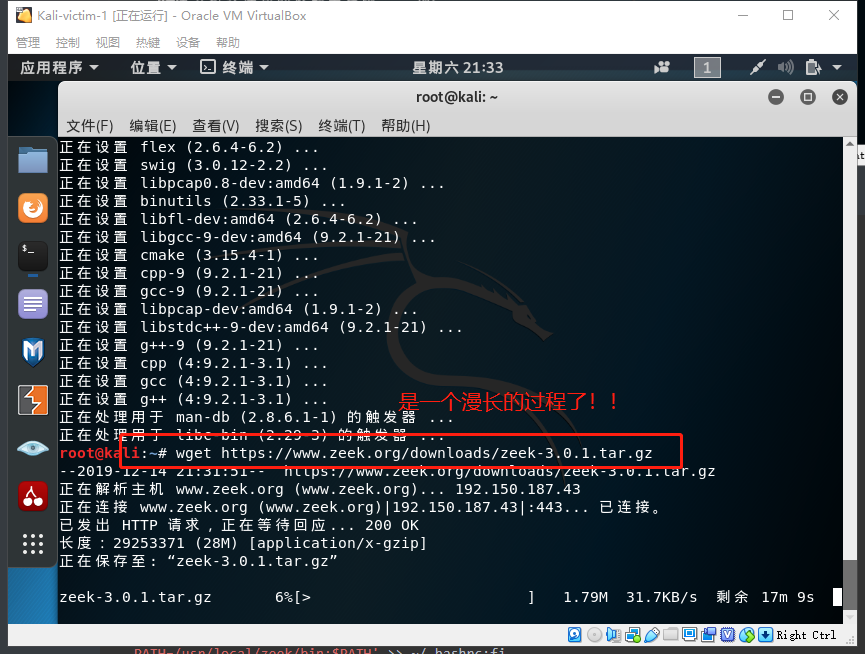 Kali-victim-1 [正在运行] - Oracle VM VirtualBox
管理 控制 视图 热键 设备 帮助
应用程序 位置 终端 星期六 21:33 1
root@kali: ~
文件(F) 编辑(E) 查看(V) 搜索(S) 终端(T) 帮助(H)
正在设置 flex (2.6.4-6.2) ...
正在设置 swig (3.0.12-2.2) ...
正在设置 libpcap0.8-dev:amd64 (1.9.1-2) ...
正在设置 binutils (2.33.1-5) ...
正在设置 libfl-dev:amd64 (2.6.4-6.2) ...
正在设置 libgcc-9-dev:amd64 (9.2.1-21) ...
正在设置 cmake (3.15.4-1) ...
正在设置 cpp-9 (9.2.1-21) ...
正在设置 gcc-9 (9.2.1-21) ...
正在设置 libpcap-dev:amd64 (1.9.1-2) ...
正在设置 libstdc++-9-dev:amd64 (9.2.1-21) ...
正在设置 g++-9 (9.2.1-21) ...
正在设置 cpp (4:9.2.1-3.1) ...
正在设置 gcc (4:9.2.1-3.1) ...
正在设置 g++ (4:9.2.1-3.1) ...
是一个漫长的过程了！！
正在处理用于 man-db (2.8.6.1-1) 的触发器 ...
正在处理用于 libc-bin (2.29-3) 的触发器 ...
root@kali:~# wget https://www.zeek.org/downloads/zeek-3.0.1.tar.gz
--2019-12-14 21:31:51-- https://www.zeek.org/downloads/zeek-3.0.1.tar.gz
正在解析主机 www.zeek.org (www.zeek.org)... 192.150.187.43
正在连接 www.zeek.org (www.zeek.org)|192.150.187.43|:443... 已连接。
已发出 HTTP 请求，正在等待回应... 200 OK
长度：29253371 (28M) [application/x-gzip]
正在保存至: “zeek-3.0.1.tar.gz”
zeek-3.0.1.tar.gz 6%[> ] 1.79M 31.7KB/s 剩余 17m 9s
Right Ctrl
PATH=/usr/local/zeek/bin:$PATH' >> ~/.bashrc;fi